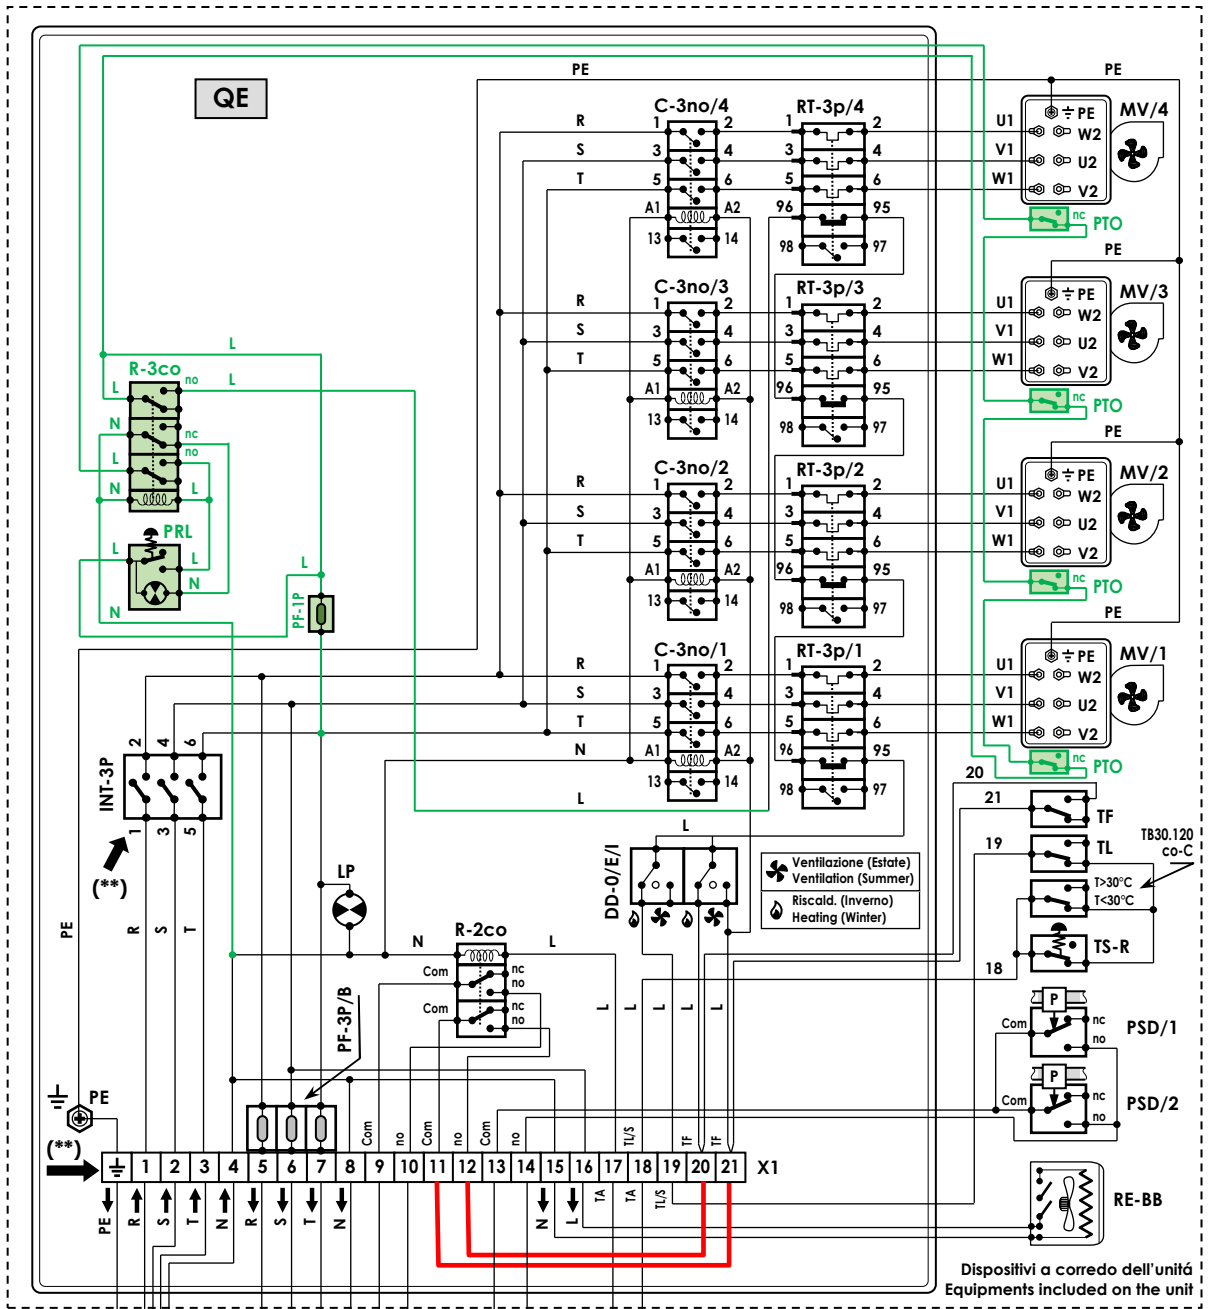 PE PE
QE
C-3no/4 RT-3p/4 MV/4
R 1 2 1 2 U1 PE W2
S 3 4 3 4 V1 U2
T 5 6 5 6 W1 V2
A1 A2 96 95 nc PTO
13 14 98 97
PE
C-3no/3 RT-3p/3 MV/3
R 1 2 1 2 U1 PE W2
S 3 4 3 4 V1 U2
T 5 6 5 6 W1 V2
A1 A2 96 95 nc PTO
13 14 98 97
L
R-3co
L no L
N nc
L no
N L
PE
C-3no/2 RT-3p/2 MV/2
R 1 2 1 2 U1 PE W2
S 3 4 3 4 V1 U2
T 5 6 5 6 W1 V2
A1 A2 96 95 nc PTO
13 14 98 97
PRL
L L L
N
N
PF-1P
PE
C-3no/1 RT-3p/1 MV/1
R 1 2 1 2 U1 PE W2
S 3 4 3 4 V1 U2
T 5 6 5 6 W1 V2
N A1 A2 96 95 nc PTO
13 14 98 97
L
2 4 6
INT-3P
1 3 5
(**)
20
21 TF
19 TL
TB30.120
co-C
T>30°C
T<30°C
TS-R
18
L
DD-0/E/I
Ventilazione (Estate)
Ventilation (Summer)
Riscald. (Inverno)
Heating (Winter)
LP
PE R S T
R-2co
N L
Com nc
no
Com nc
no
L L L L
PF-3P/B
P
Com nc PSD/1
no
P
Com nc PSD/2
no
PE
(**)
Com no Com no Com no TL/S TF TF
1 2 3 4 5 6 7 8 9 10 11 12 13 14 15 16 17 18 19 20 21 X1
PE R S T N R S T N N L TA TA TL/S
RE-BB
Dispositivi a corredo dell'unitá
Equipments included on the unit